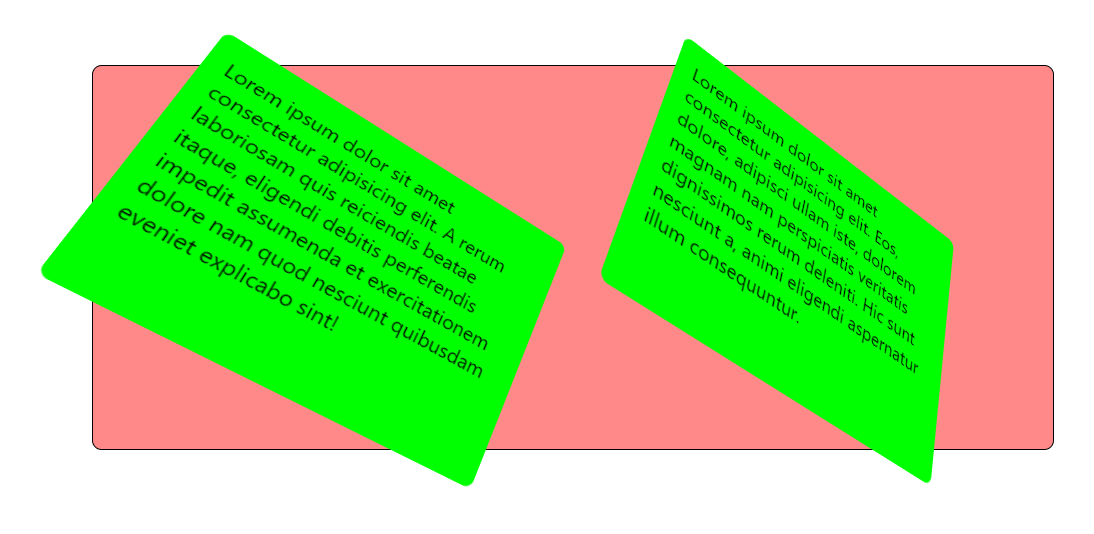 Lorem ipsum dolor sit amet
consectetur adipisicing elit. A rerum
laboriosam quis reiciendis beatae
itaque, eligendi debitis perferendis
impedit assumenda et exercitationem
dolore nam quod nesciunt quibusdam
eveniet explicabo sint!
Lorem ipsum dolor sit amet
consectetur adipisicing elit. Eos,
dolore, adipisci ullam iste, dolorem
magnam nam perspiciatis veritatis
dignissimos rerum deleniti. Hic sunt
nesciunt a, animi eligendi aspernatur
illum consequuntur.